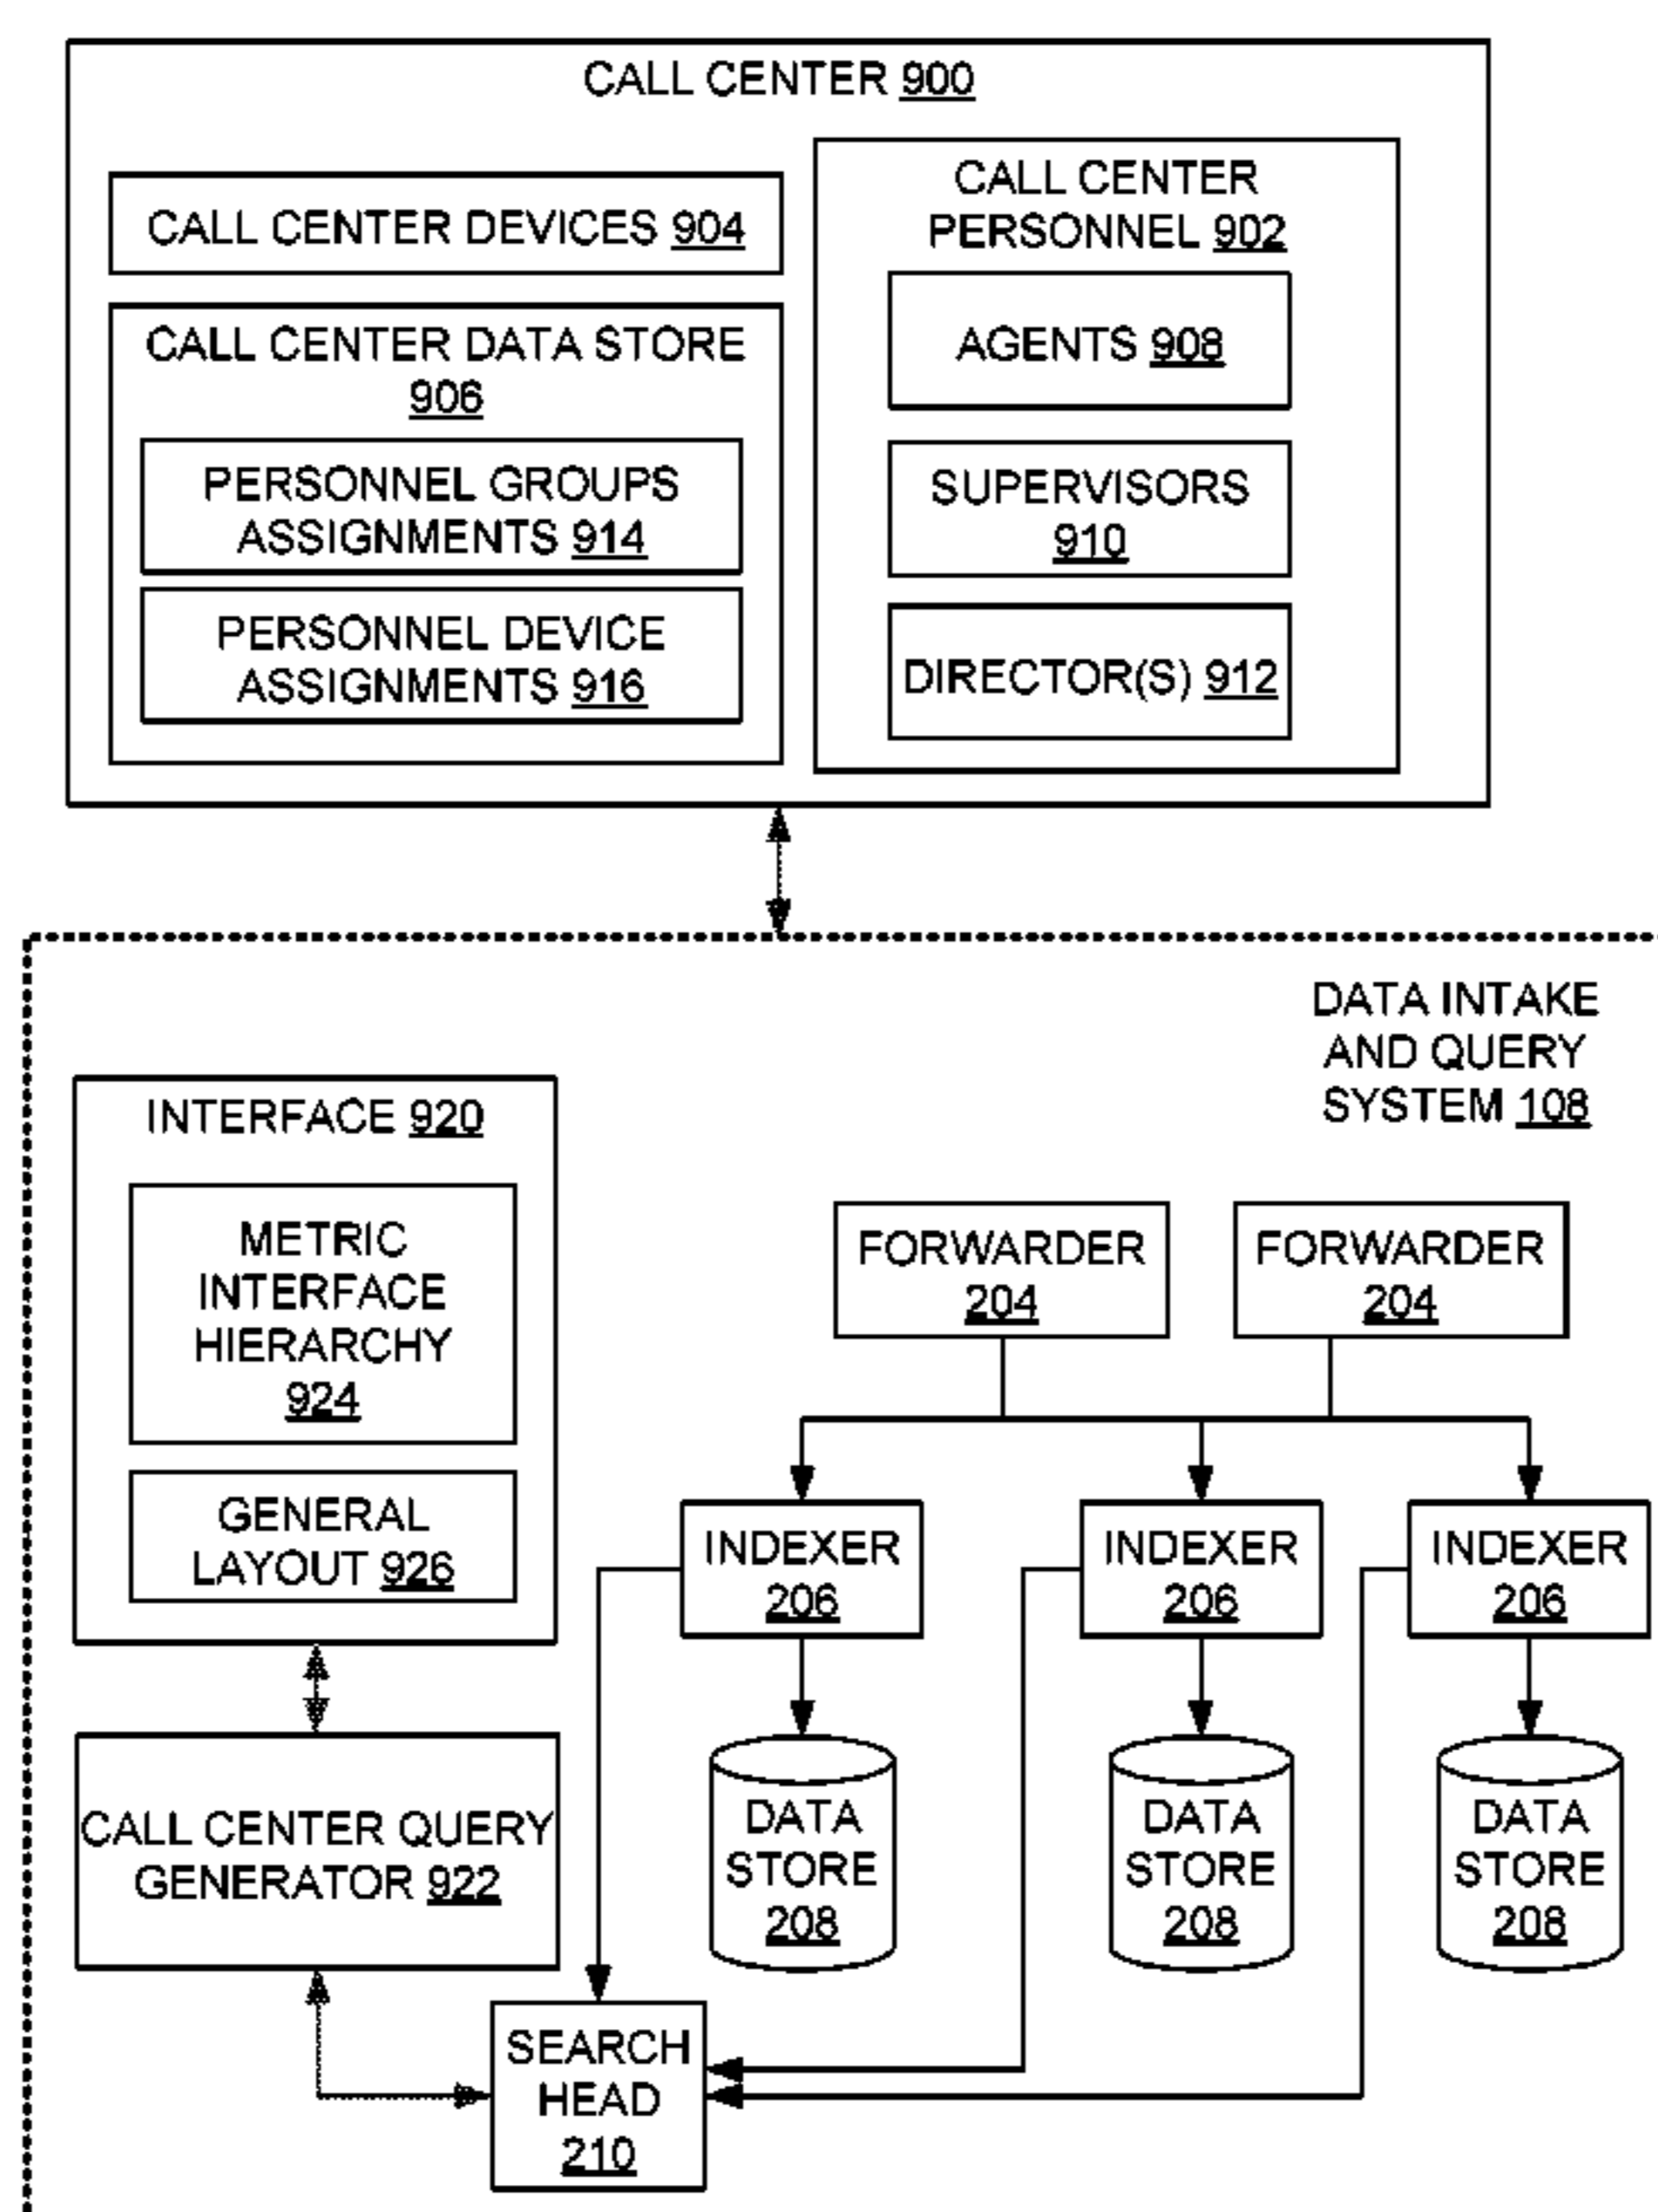 CALL CENTER 900
CALL CENTER DEVICES 904
CALL CENTER DATA STORE
906
PERSONNEL GROUPS
ASSIGNMENTS 914
PERSONNEL DEVICE
ASSIGNMENTS 916
CALL CENTER
PERSONNEL 902
AGENTS 908
SUPERVISORS
910
DIRECTOR(S) 912
DATA INTAKE
AND QUERY
SYSTEM 108
INTERFACE 920
METRIC
INTERFACE
HIERARCHY
924
GENERAL
LAYOUT 926
FORWARDER
204
FORWARDER
204
INDEXER
206
INDEXER
206
INDEXER
206
CALL CENTER QUERY
GENERATOR 922
DATA
STORE
208
DATA
STORE
208
DATA
STORE
208
SEARCH
HEAD
210